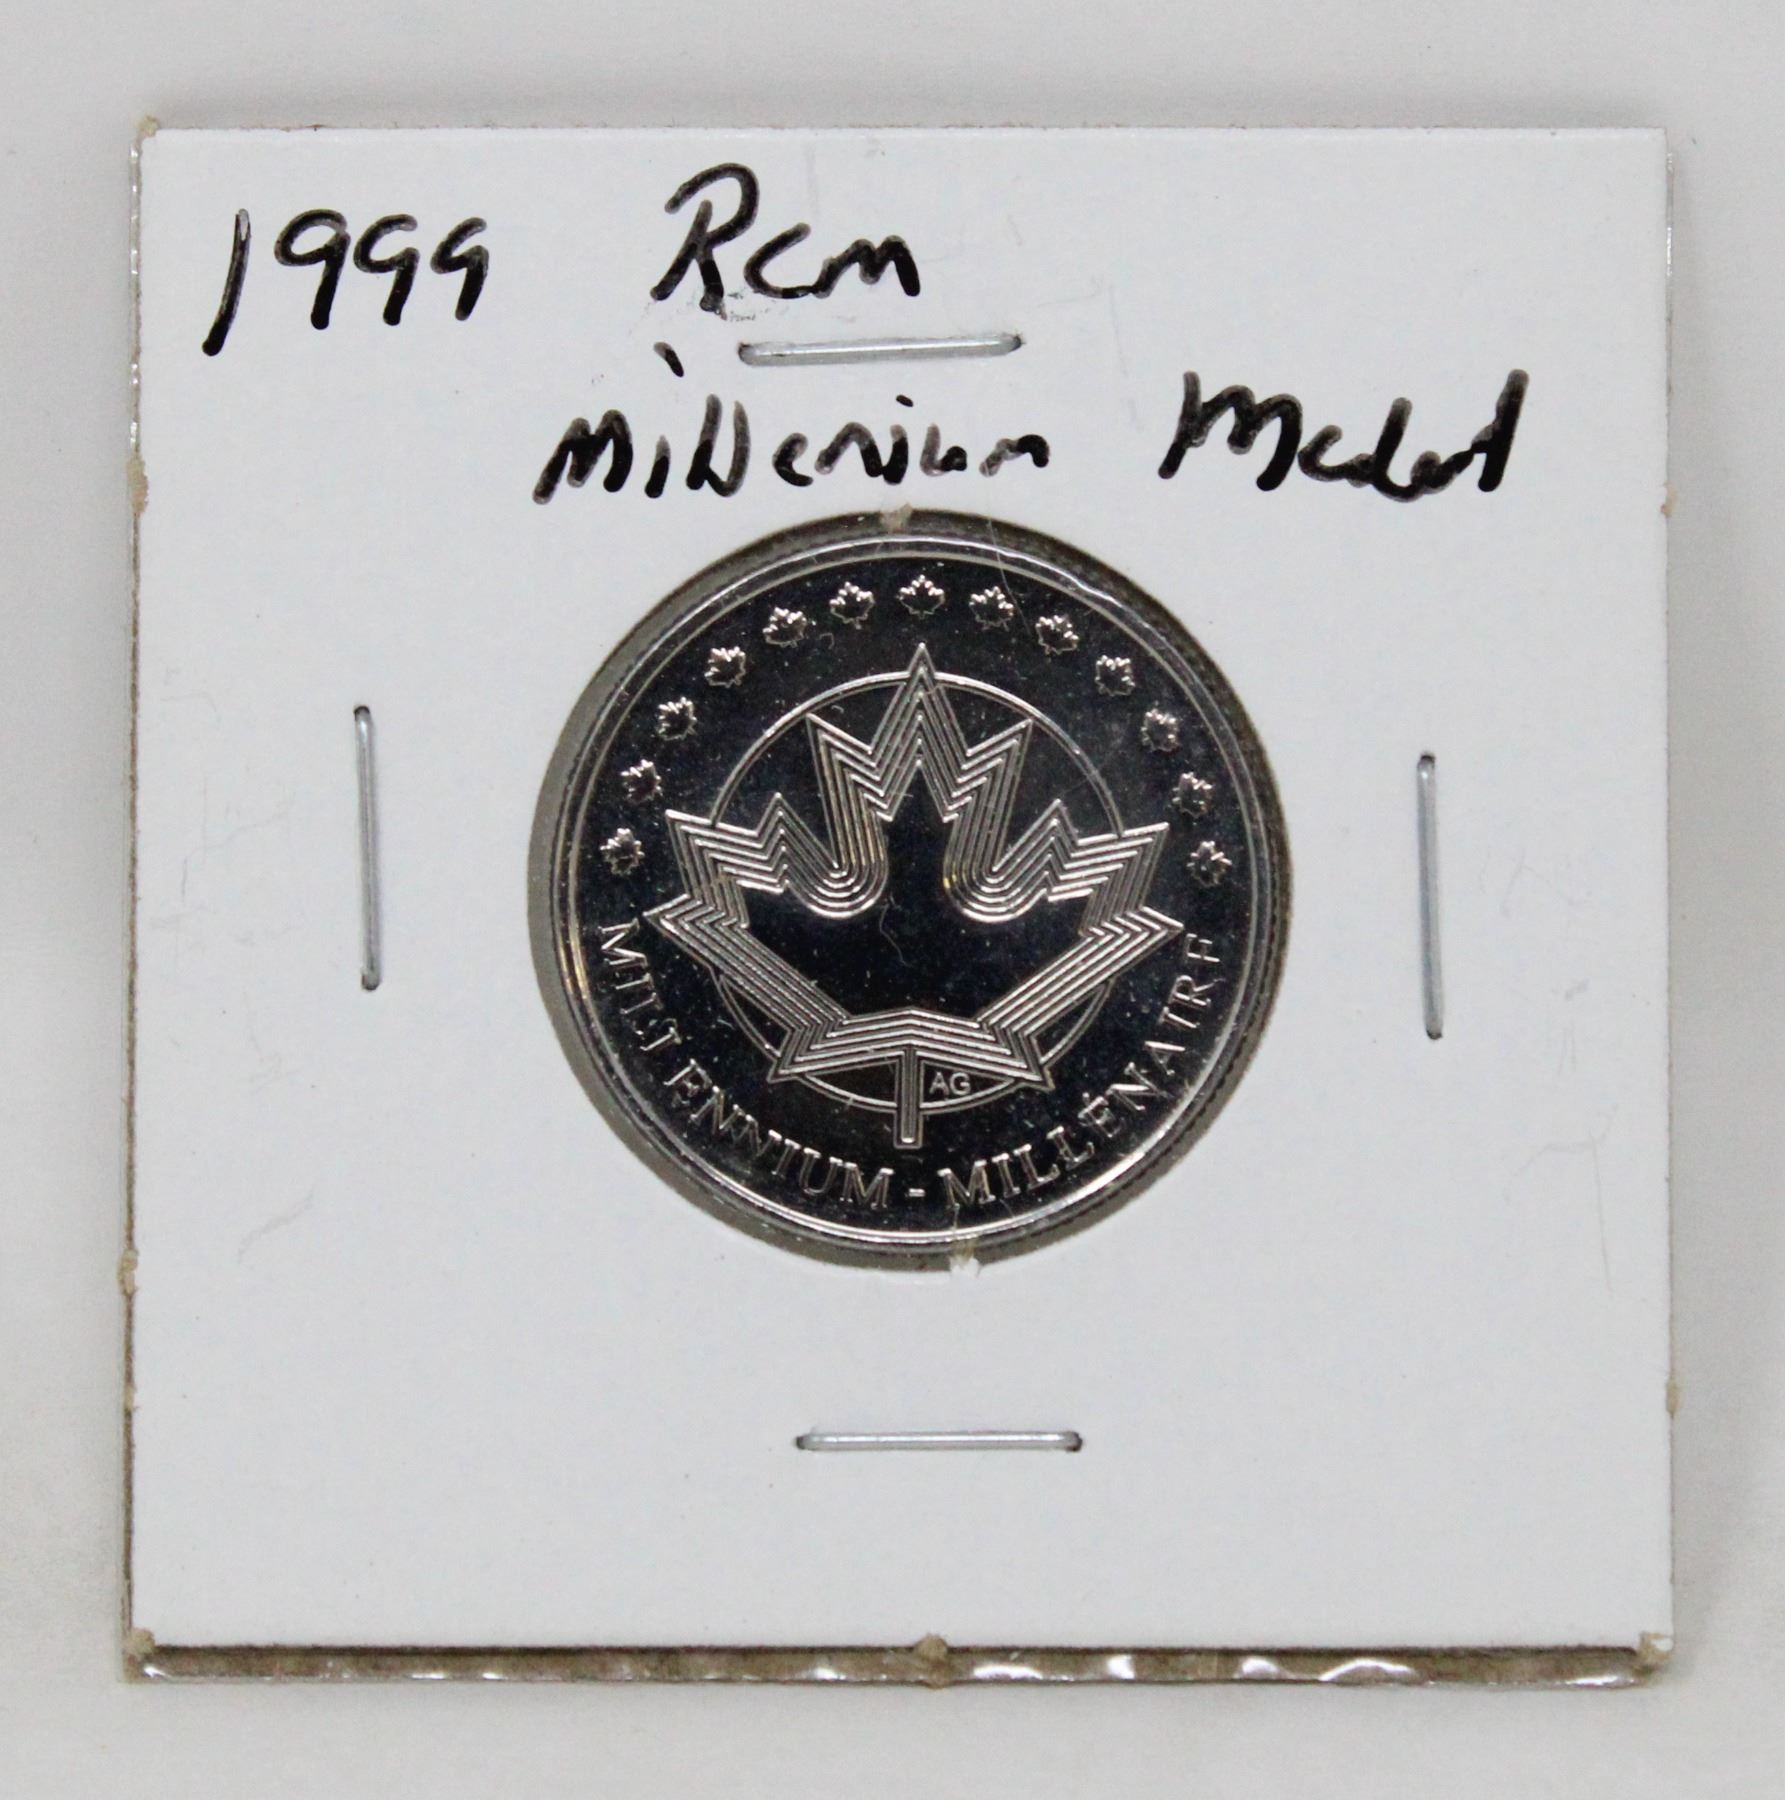 1999 Rcm
Millenium Medal
MILLENNIUM - MILLÉNAIRE
AG